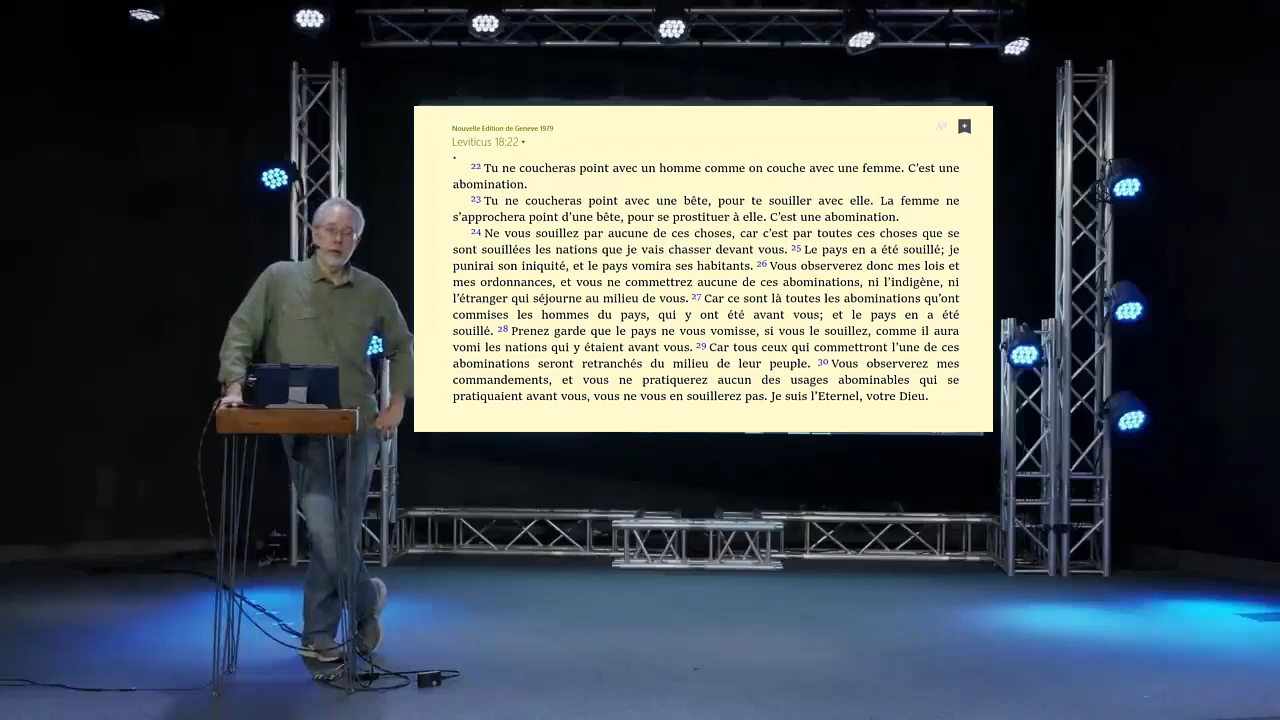 Nouvelle Edition de Geneve 1979
Leviticus 18:22
22 Tu ne coucheras point avec un homme comme on couche avec une femme. C'est une
abomination.
23 Tu ne coucheras point avec une bête, pour te souiller avec elle. La femme ne
s'approchera point d'une bête, pour se prostituer à elle. C'est une abomination.
24 Ne vous souillez par aucune de ces choses, car c'est par toutes ces choses que se
sont souillées les nations que je vais chasser devant vous. 25 Le pays en a été souillé; je
punirai son iniquité, et le pays vomira ses habitants. 26 Vous observerez donc mes lois et
mes ordonnances, et vous ne commettrez aucune de ces abominations, ni l'indigène, ni
l'étranger qui séjourne au milieu de vous. 27 Car ce sont là toutes les abominations qu'ont
commises les hommes du pays, qui y ont été avant vous; et le pays en a été
souillé. 28 Prenez garde que le pays ne vous vomisse, si vous le souillez, comme il aura
vomi les nations qui y étaient avant vous. 29 Car tous ceux qui commettront l'une de ces
abominations seront retranchés du milieu de leur peuple. 30 Vous observerez mes
commandements, et vous ne pratiquerez aucun des usages abominables qui se
pratiquaient avant vous, vous ne vous en souillerez pas. Je suis l'Eternel, votre Dieu.